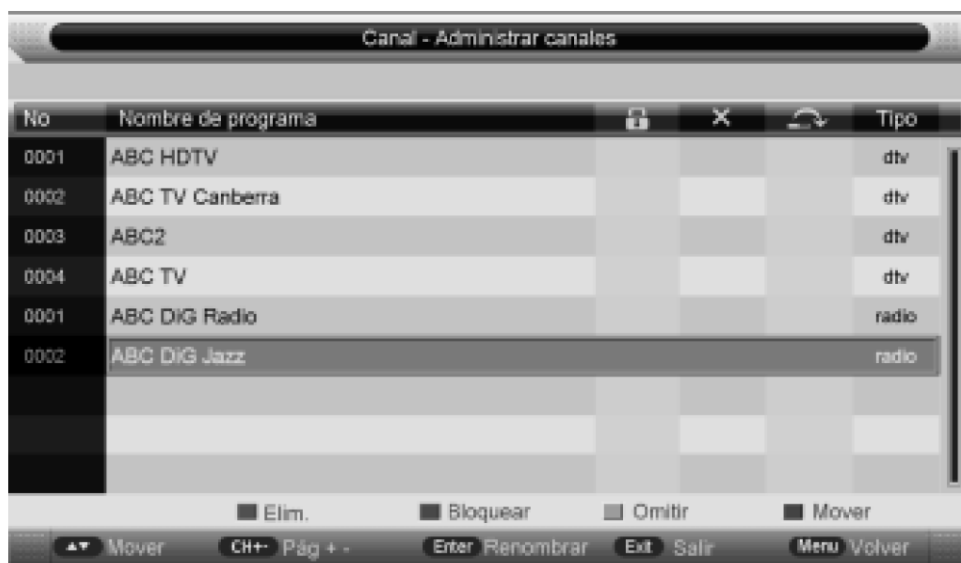 Canal - Administrar canales
No Nombre de programa Tipo
0001 ABC HDTV dtv
0002 ABC TV Canberra dtv
0003 ABC2 dtv
0004 ABC TV dtv
0001 ABC DiG Radio radio
0002 ABC DiG Jazz radio
Elim. Bloquear Omitir Mover
Mover CH+- Pág + - Enter Renombrar Exit Salir Menu Volver